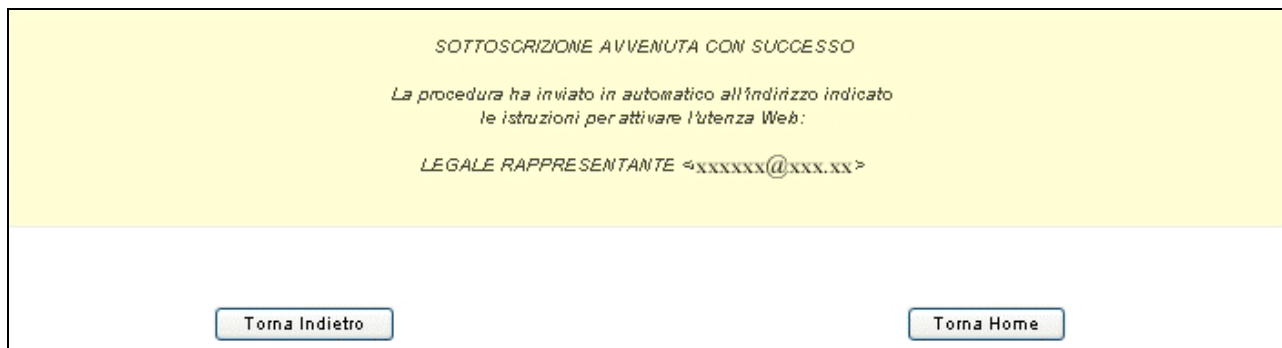 SOTTOSCRIZIONE AVVENUTA CON SUCCESSO
La procedura ha inviato in automatico all'indirizzo indicato
le istruzioni per attivare l'utenza Web:
LEGALE RAPPRESENTANTE <xxxxxx@xxx.xx>
Torna Indietro
Torna Home